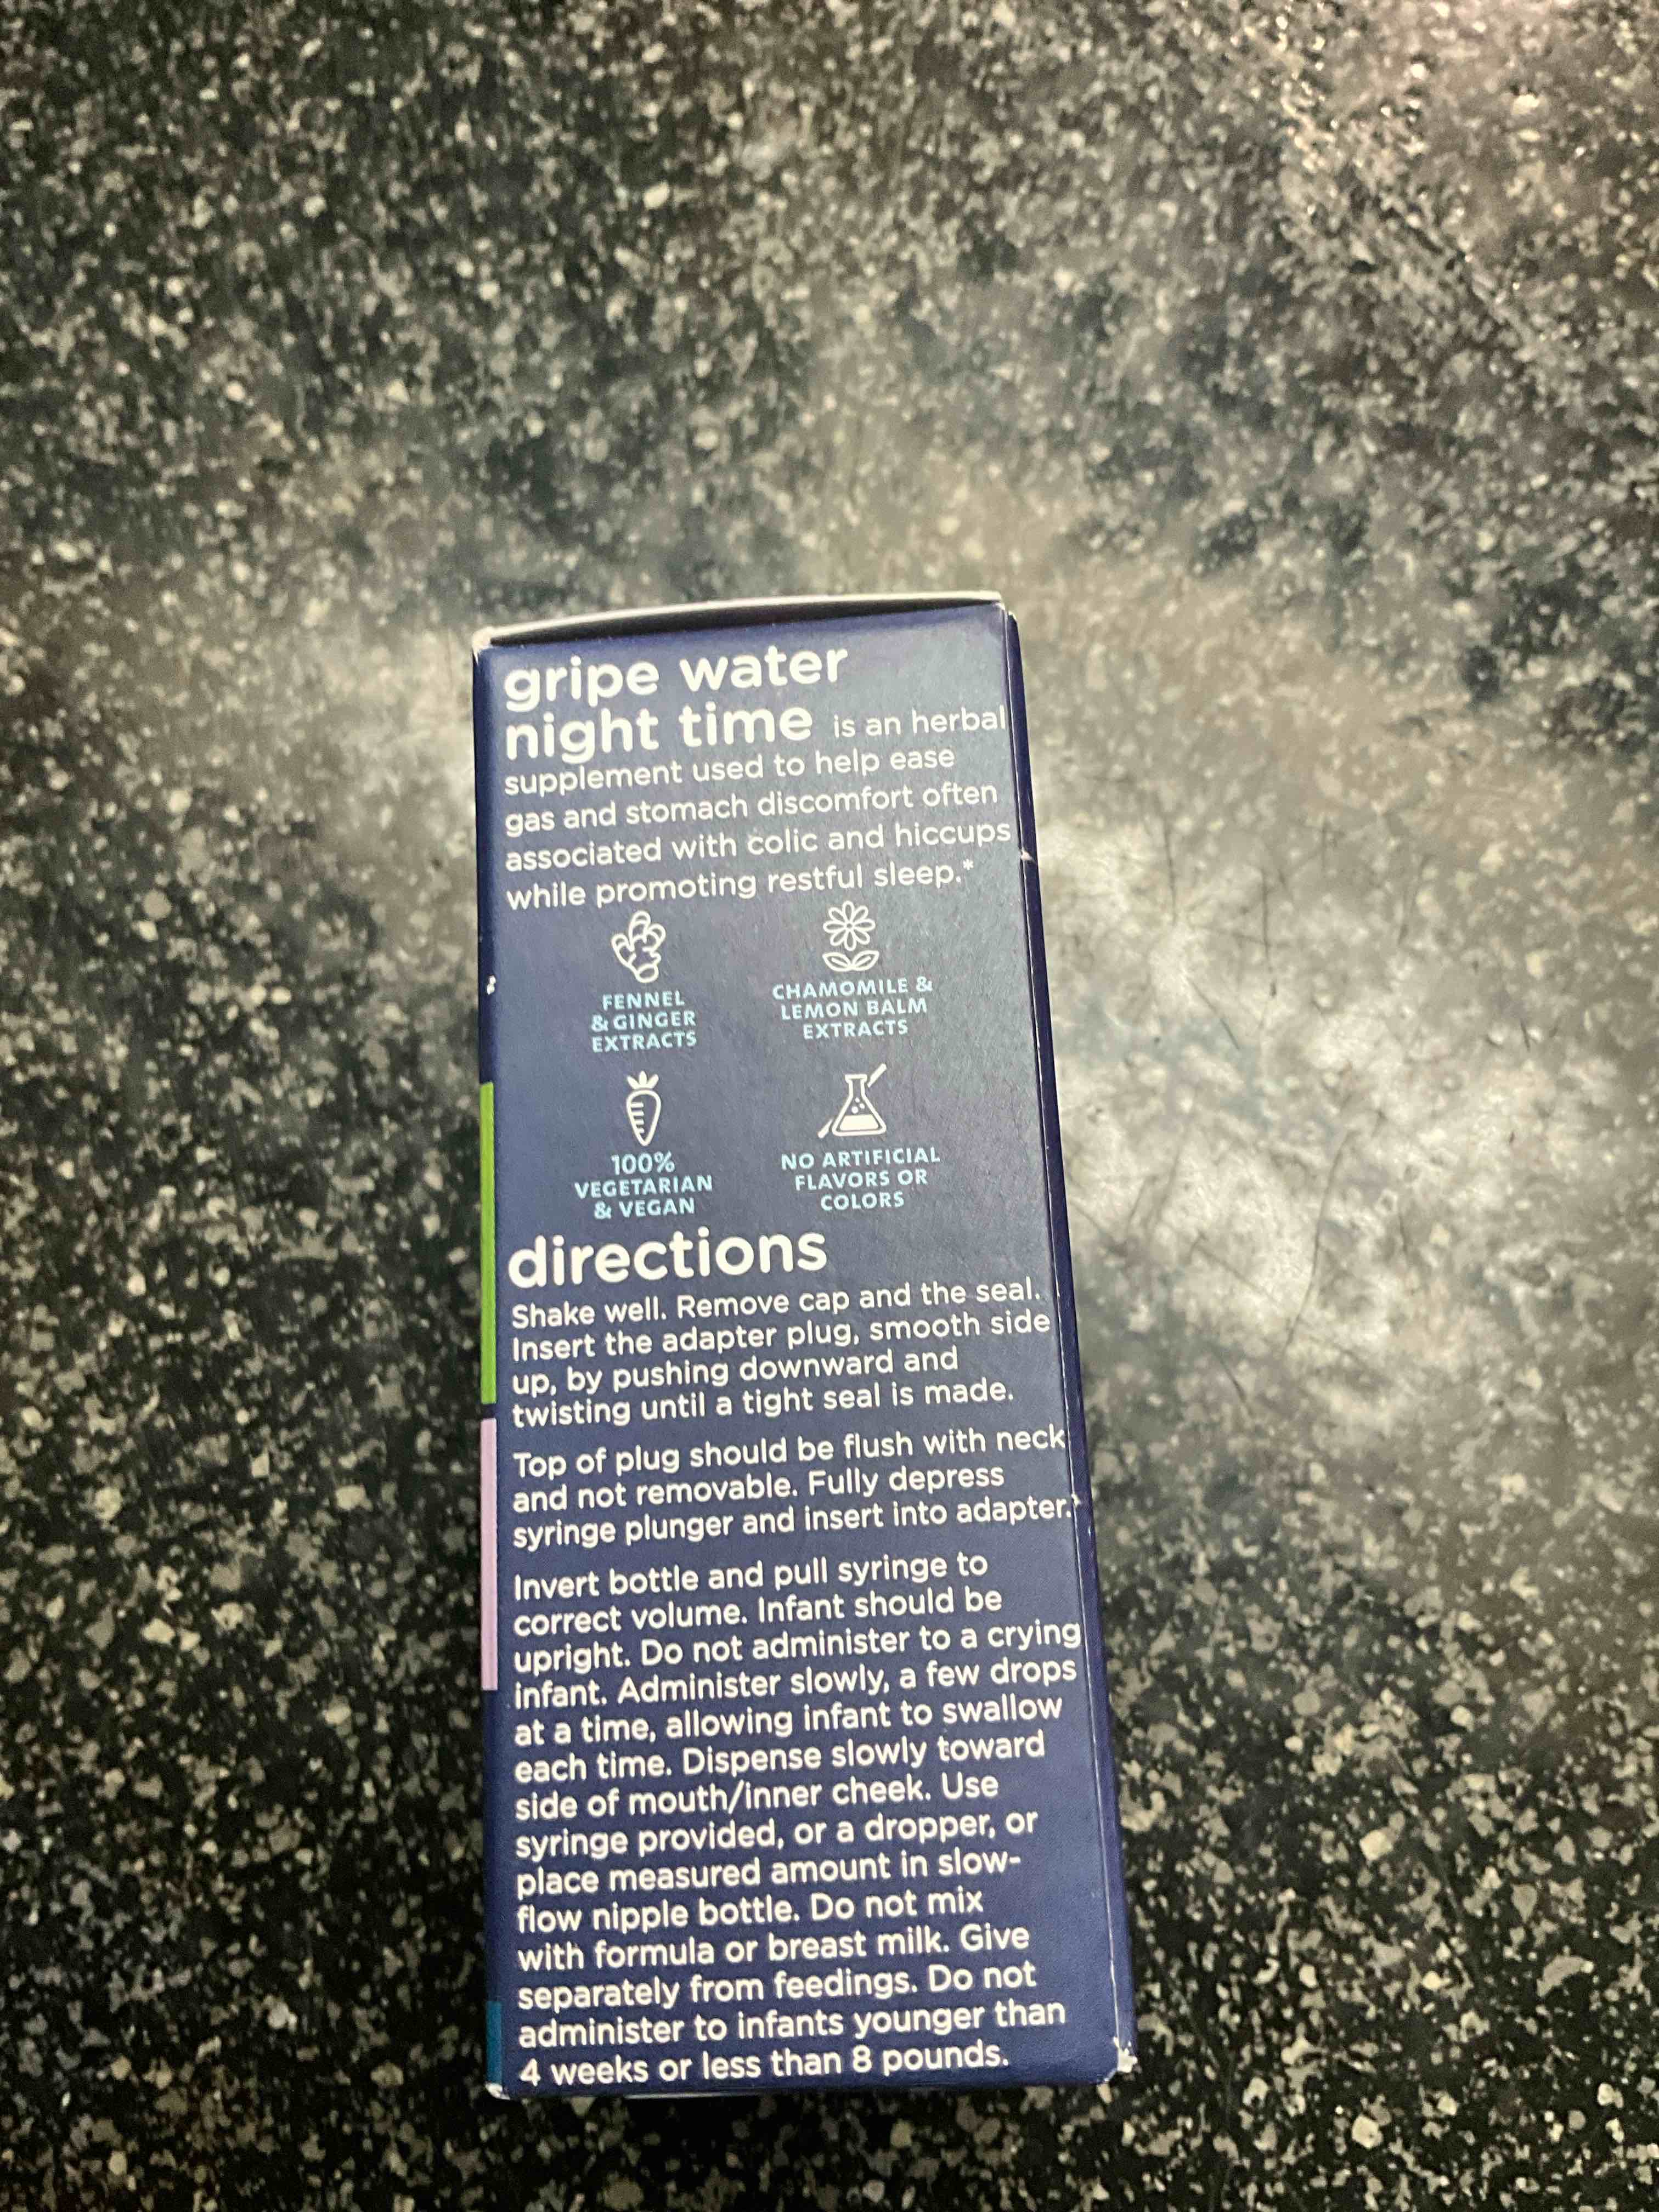 gripe water
night time is an herbal
supplement used to help ease
gas and stomach discomfort often
associated with colic and hiccups
while promoting restful sleep.*
FENNEL
& GINGER
EXTRACTS
CHAMOMILE &
LEMON BALM
EXTRACTS
100%
VEGETARIAN
& VEGAN
NO ARTIFICIAL
FLAVORS OR
COLORS
directions
Shake well. Remove cap and the seal.
Insert the adapter plug, smooth side
up, by pushing downward and
twisting until a tight seal is made.
Top of plug should be flush with neck
and not removable. Fully depress
syringe plunger and insert into adapter.
Invert bottle and pull syringe to
correct volume. Infant should be
upright. Do not administer to a crying
infant. Administer slowly, a few drops
at a time, allowing infant to swallow
each time. Dispense slowly toward
side of mouth/inner cheek. Use
syringe provided, or a dropper, or
place measured amount in slow-
flow nipple bottle. Do not mix
with formula or breast milk. Give
separately from feedings. Do not
administer to infants younger than
4 weeks or less than 8 pounds.